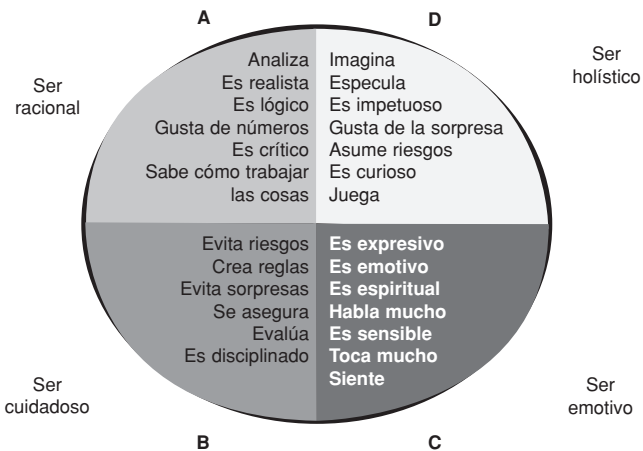 A
D
Ser
racional
Analiza
Es realista
Es lógico
Gusta de números
Es crítico
Sabe cómo trabajar
las cosas
Imagina
Especula
Es impetuoso
Gusta de la sorpresa
Asume riesgos
Es curioso
Juega
Ser
holístico
Ser
cuidadoso
Evita riesgos
Crea reglas
Evita sorpresas
Se asegura
Evalúa
Es disciplinado
Es expresivo
Es emotivo
Es espiritual
Habla mucho
Es sensible
Toca mucho
Siente
Ser
emotivo
B
C